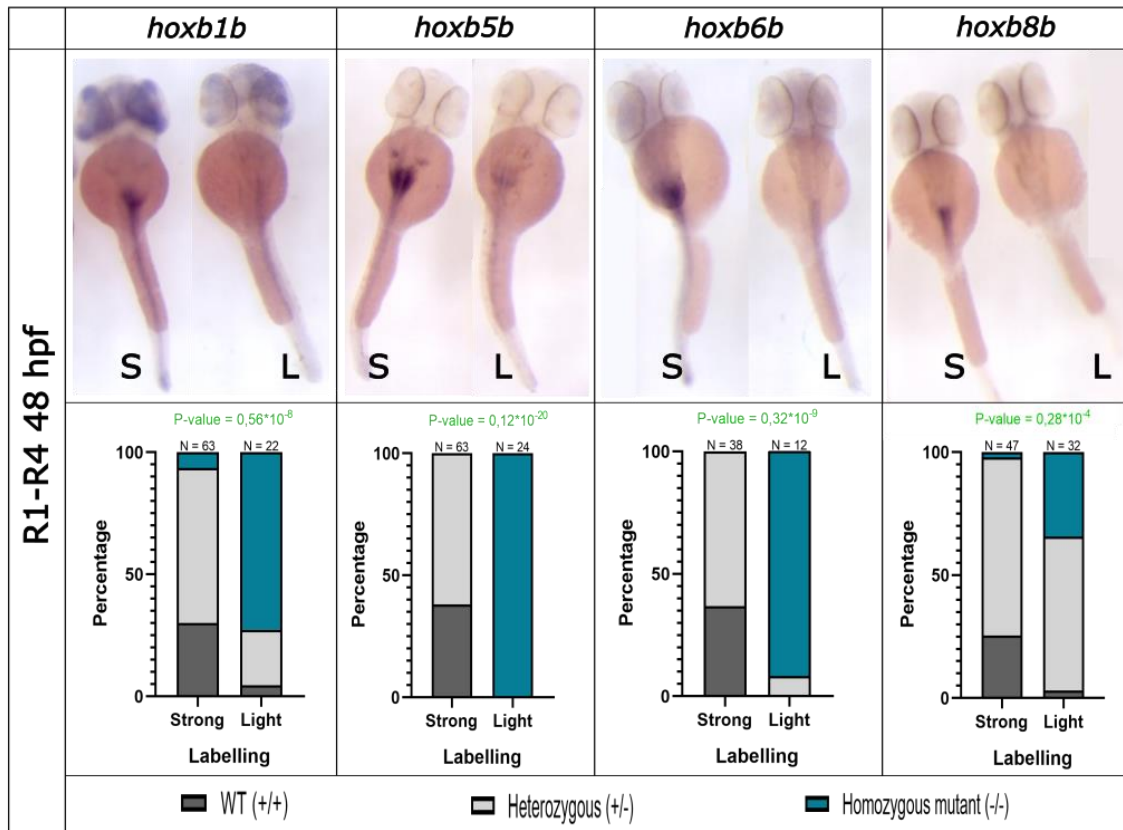 hoxb1b hoxb5b hoxb6b hoxb8b
R1-R4 48 hpf
S L S L S L S L
P-value = 0,56*10-8
N = 63 N = 22
100
50
0
Percentage
Strong Light
Labelling
P-value = 0,12*10-20
N = 63 N = 24
100
50
0
Percentage
Strong Light
Labelling
P-value = 0,32*10-9
N = 38 N = 12
100
50
0
Percentage
Strong Light
Labelling
P-value = 0,28*10-4
N = 47 N = 32
100
50
0
Percentage
Strong Light
Labelling
WT (+/+) Heterozygous (+/-) Homozygous mutant (-/-)